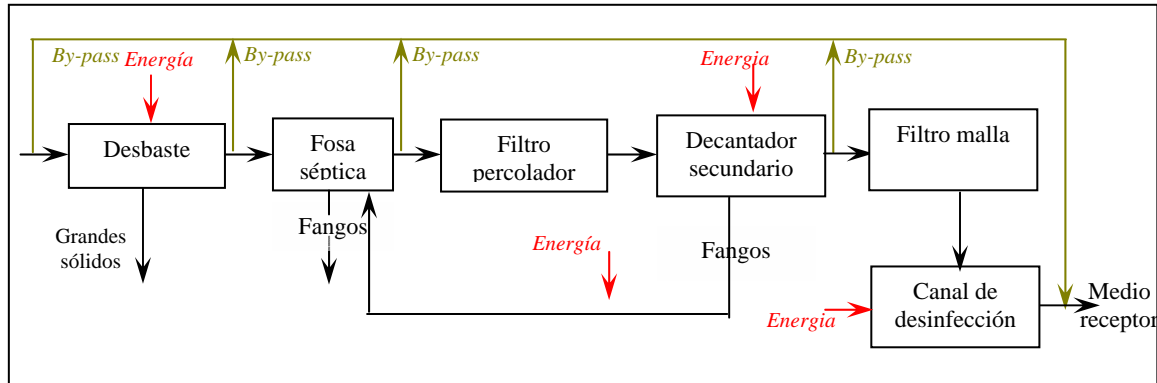 By-pass
Energía
By-pass
By-pass
Energia
By-pass
Desbaste
Fosa
séptica
Filtro
percolador
Decantador
secundario
Filtro malla
Grandes
sólidos
Fangos
Energía
Fangos
Energia
Canal de
desinfección
Medio
receptor